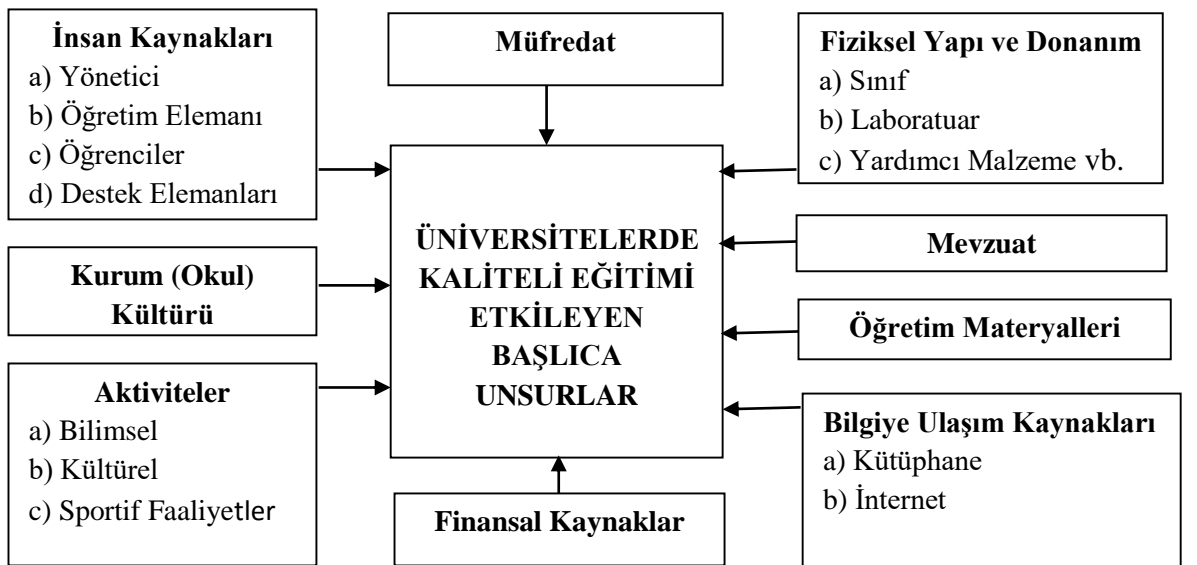 İnsan Kaynakları
a) Yönetici
b) Öğretim Elemanı
c) Öğrenciler
d) Destek Elemanları
Müfredat
Fiziksel Yapı ve Donanım
a) Sınıf
b) Laboratuar
c) Yardımcı Malzeme vb.
Kurum (Okul)
Kültürü
ÜNİVERSİTELERDE
KALİTELİ EĞİTİMİ
ETKİLEYEN
BAŞLICA
UNSURLAR
Mevzuat
Öğretim Materyalleri
Aktiviteler
a) Bilimsel
b) Kültürel
c) Sportif Faaliyetler
Finansal Kaynaklar
Bilgiye Ulaşım Kaynakları
a) Kütüphane
b) İnternet